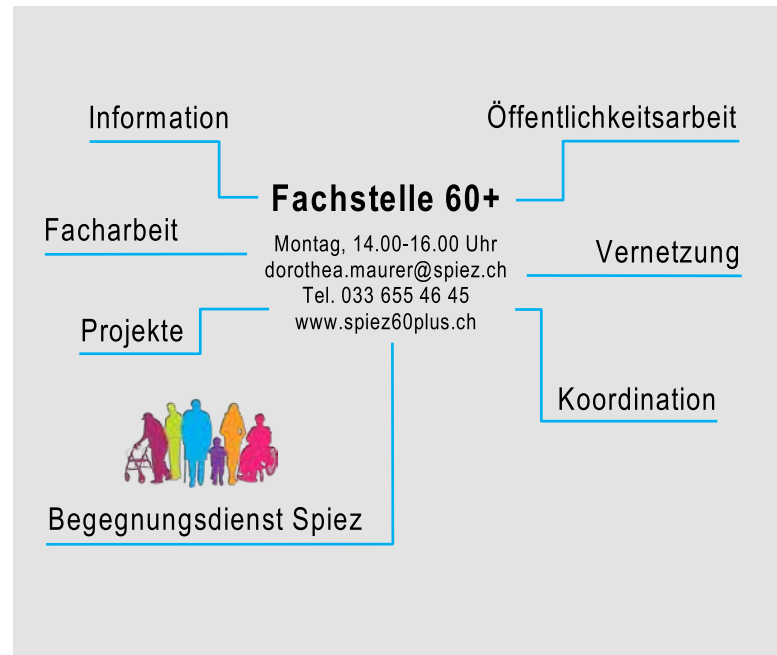 Information
Öffentlichkeitsarbeit
Fachstelle 60+
Facharbeit
Montag, 14.00-16.00 Uhr
dorothea.maurer@spiez.ch
Tel. 033 655 46 45
www.spiez60plus.ch
Vernetzung
Projekte
Koordination
Begegnungsdienst Spiez